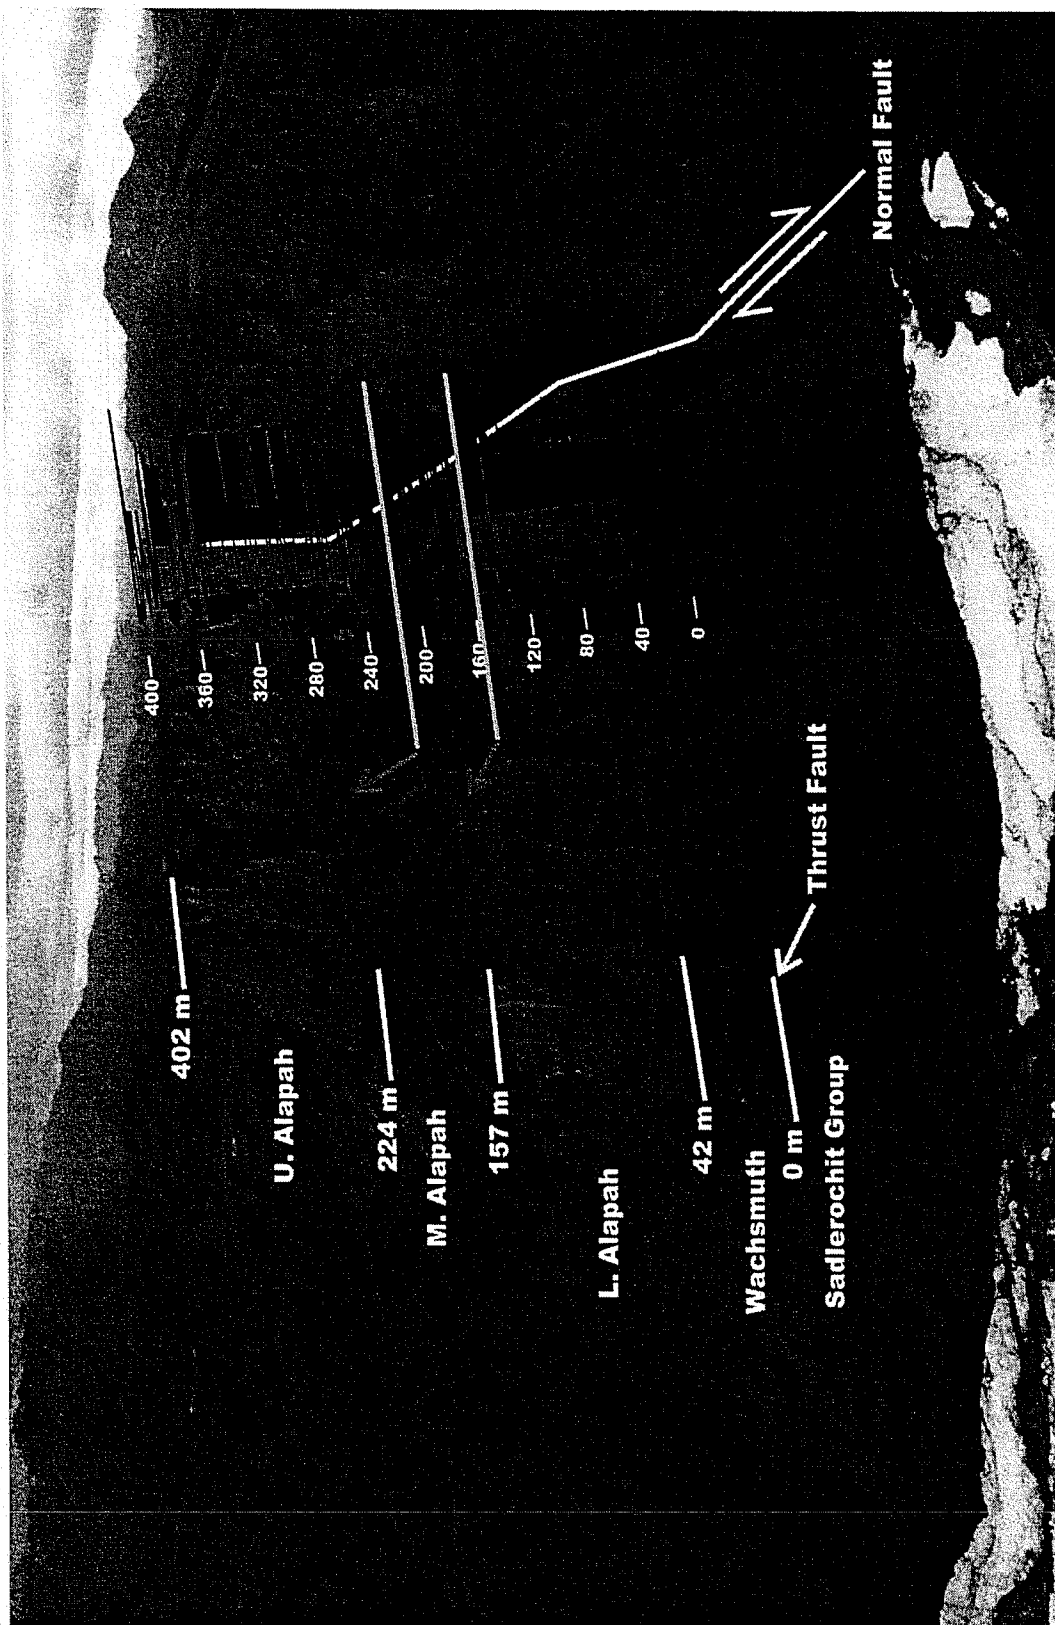 402 m
U. Alapah
224 m
M. Alapah
157 m
L. Alapah
42 m
Wachsmuth
0 m
Sadlerochit Group
Thrust Fault
400
360
320
280
240
200
160
120
80
40
0
Normal Fault